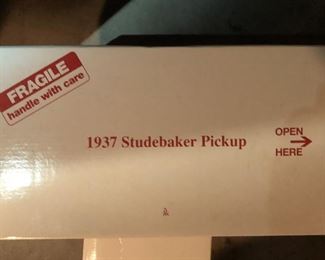 FRAGILE
handle with care
1937 Studebaker Pickup
OPEN
HERE